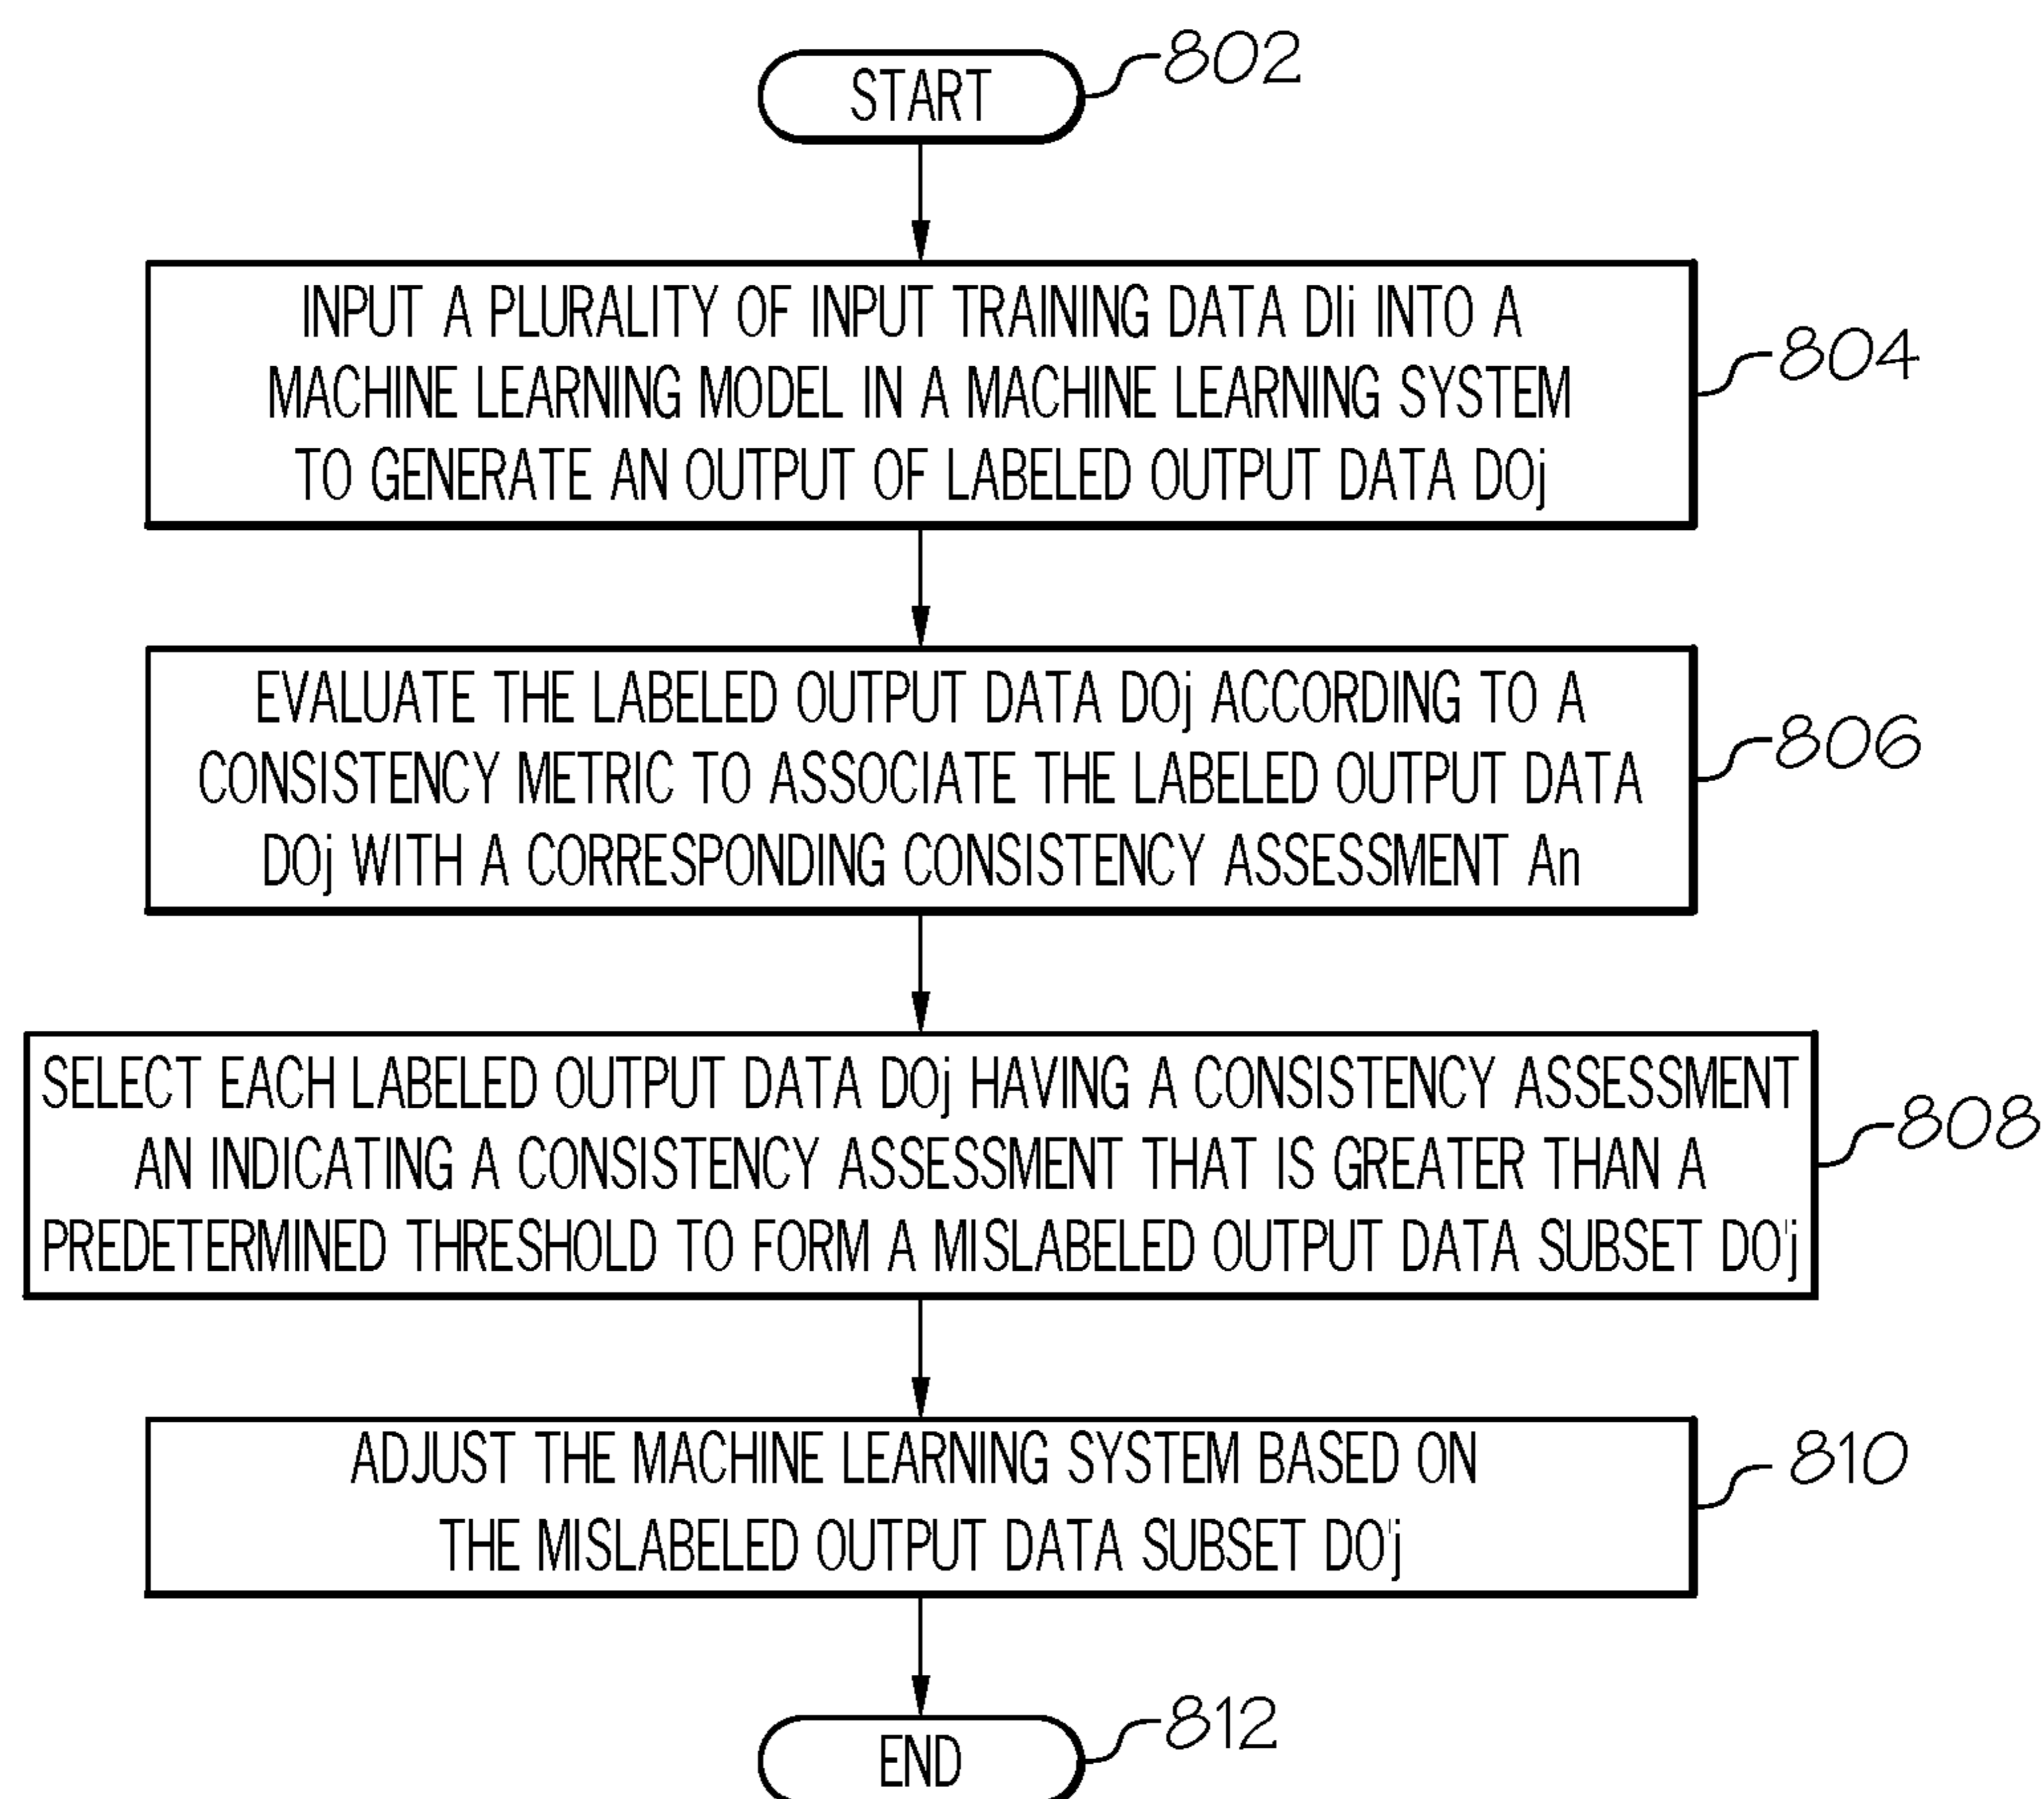 START
802
INPUT A PLURALITY OF INPUT TRAINING DATA DIi INTO A
MACHINE LEARNING MODEL IN A MACHINE LEARNING SYSTEM
TO GENERATE AN OUTPUT OF LABELED OUTPUT DATA DOj
804
EVALUATE THE LABELED OUTPUT DATA DOj ACCORDING TO A
CONSISTENCY METRIC TO ASSOCIATE THE LABELED OUTPUT DATA
DOj WITH A CORRESPONDING CONSISTENCY ASSESSMENT An
806
SELECT EACH LABELED OUTPUT DATA DOj HAVING A CONSISTENCY ASSESSMENT
AN INDICATING A CONSISTENCY ASSESSMENT THAT IS GREATER THAN A
PREDETERMINED THRESHOLD TO FORM A MISLABELED OUTPUT DATA SUBSET DO'j
808
ADJUST THE MACHINE LEARNING SYSTEM BASED ON
THE MISLABELED OUTPUT DATA SUBSET DO'j
810
END
812